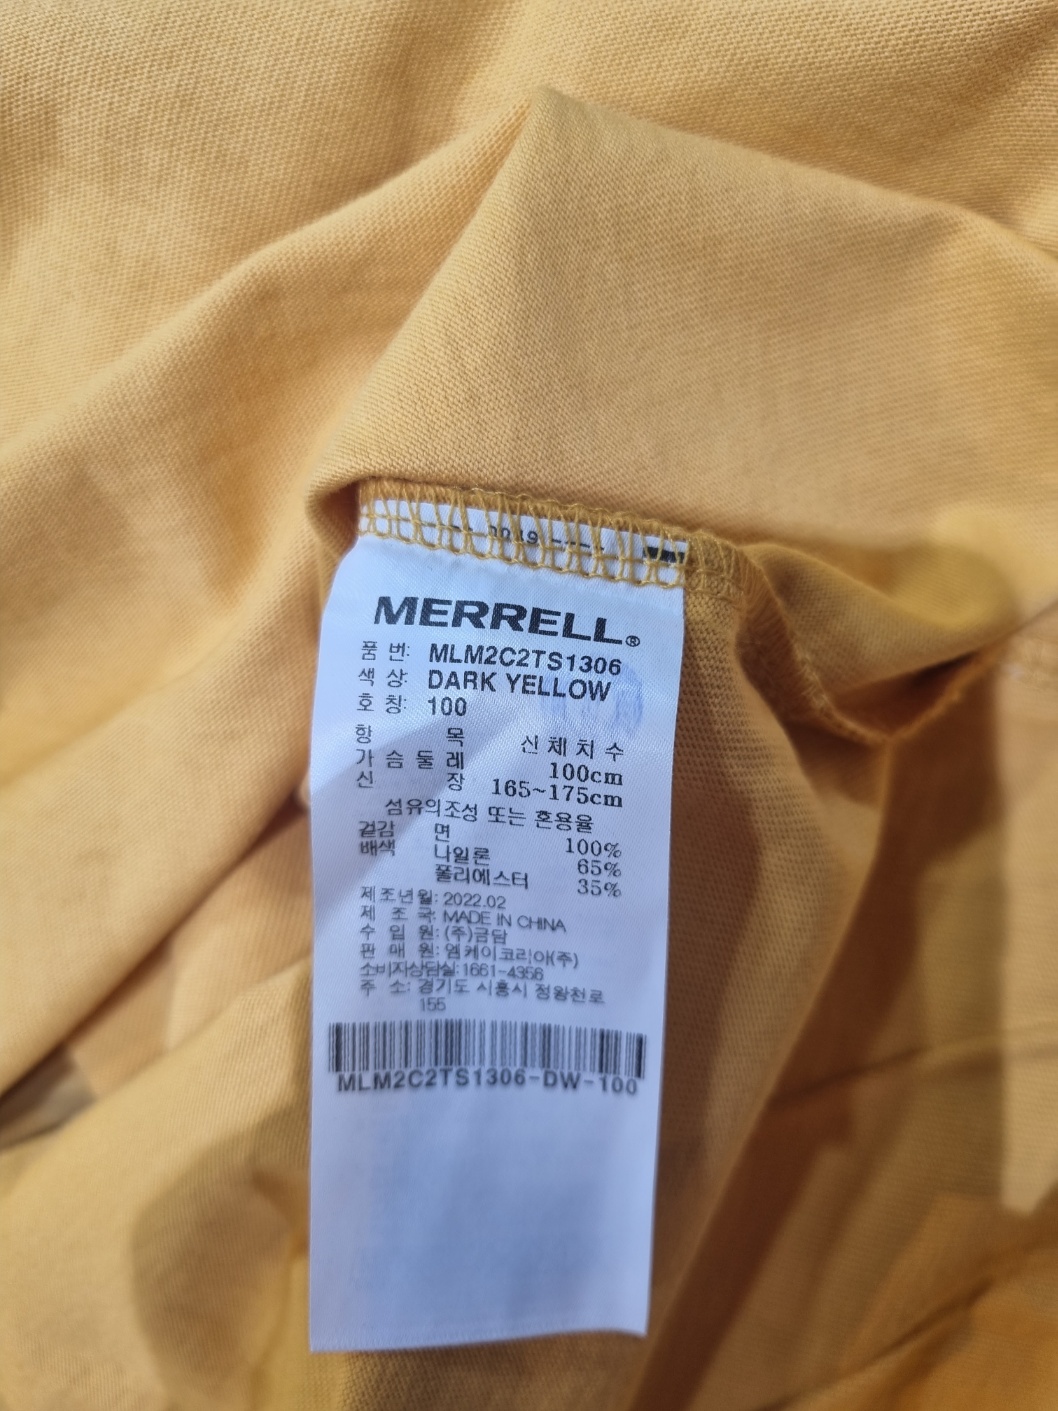 MERRELL®
품 번: MLM2C2TS1306
색 상: DARK YELLOW
호 칭: 100
항 목 신체치수
가슴둘레 100cm
신 장 165~175cm
섬유의조성 또는 혼용율
겉감 면 100%
배색 나일론 65%
폴리에스터 35%
제조년월: 2022.02
제 조 국: MADE IN CHINA
수 입 원: (주)금담
판 매 원: 엠케이코리아(주)
소비자상담실: 1661-4356
주 소: 경기도 시흥시 정왕천로
155
MLM2C2TS1306-DW-100